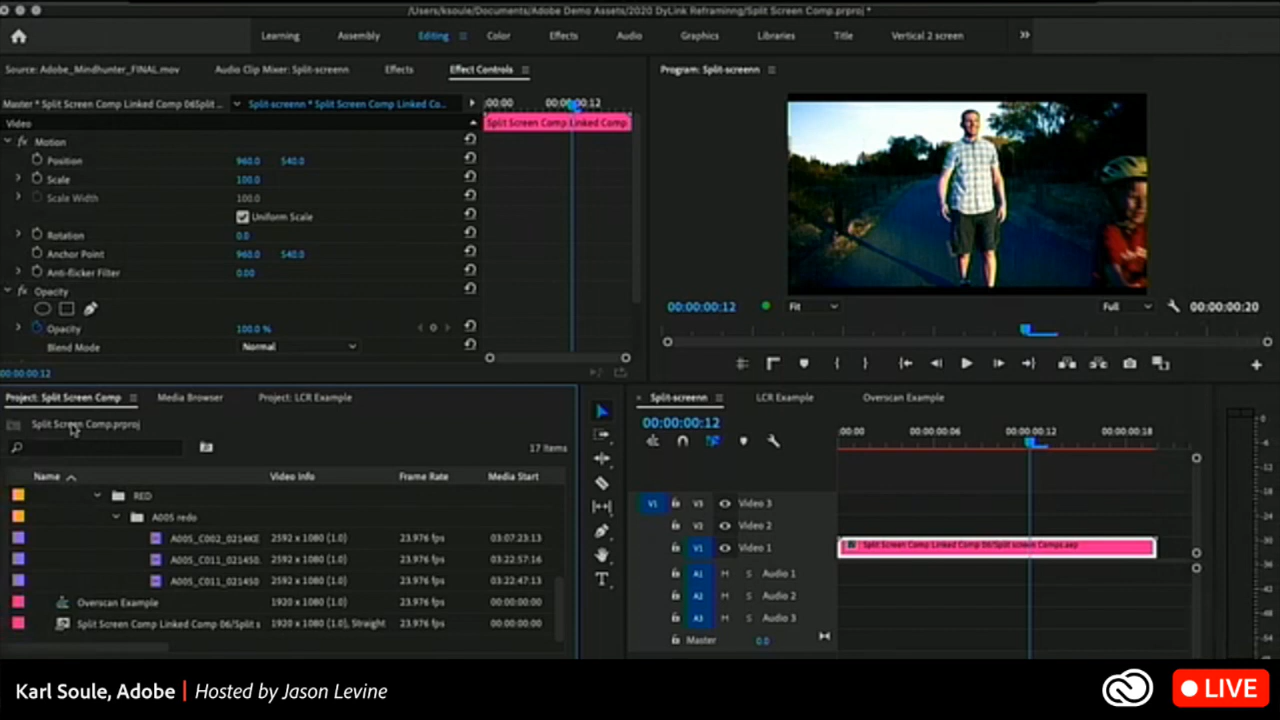 /Users/ksoule/Documents/Adobe Demo Assets/2020 DyLink Reframinng/Split Screen Comp.prproj *
Learning Assembly Editing Color Effects Audio Graphics Libraries Title Vertical 2 screen
Source: Adobe_Mindhunter_FINAL.mov Audio Clip Mixer: Split-screenn Effects Effect Controls Program: Split-screenn
Master * Split Screen Comp Linked Comp 06/Split ... Split-screenn * Split Screen Comp Linked Co... :00:00 00:00:00:12
Video Split Screen Comp Linked Comp
fx Motion
Position 960.0 540.0
Scale 100.0
Scale Width 100.0
Uniform Scale
Rotation 0.0
Anchor Point 960.0 540.0
Anti-flicker Filter 0.00
fx Opacity
Opacity 100.0 %
Blend Mode Normal
00:00:00:12
00:00:00:12 Fit Full 00:00:00:20
Project: Split Screen Comp Media Browser Project: LCR Example
Split Screen Comp.prproj
17 Items
Name Video Info Frame Rate Media Start
RED
A005 redo
A005_C002_0214KE 2592 x 1080 (1.0) 23.976 fps 03:07:23:13
A005_C011_021450. 2592 x 1080 (1.0) 23.976 fps 03:22:57:16
A005_C011_021450 2592 x 1080 (1.0) 23.976 fps 03:22:47:13
Overscan Example 1920 x 1080 (1.0) 23.976 fps 00:00:00:00
Split Screen Comp Linked Comp 06/Split s 1920 x 1080 (1.0), Straight 23.976 fps 00:00:00:00
Split-screenn LCR Example Overscan Example
00:00:00:12
:00:00 00:00:00:06 00:00:00:12 00:00:00:18
V1 V3 Video 3
V2 Video 2
V1 Video 1 Split Screen Comp Linked Comp 06/Split screen Comps.aep
A1 M S Audio 1
A2 M S Audio 2
A3 M S Audio 3
Master 0.0
Karl Soule, Adobe | Hosted by Jason Levine
LIVE